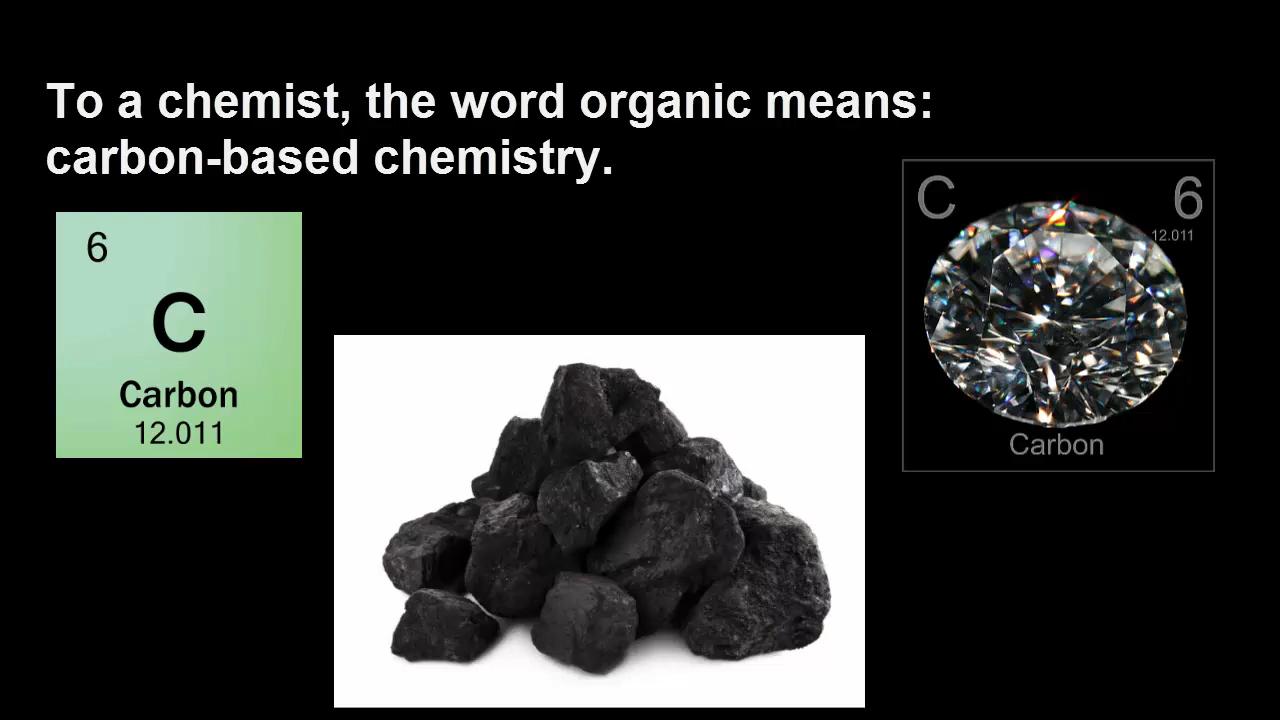 To a chemist, the word organic means:
carbon-based chemistry.
6
C
Carbon
12.011
C 6
12.011
Carbon